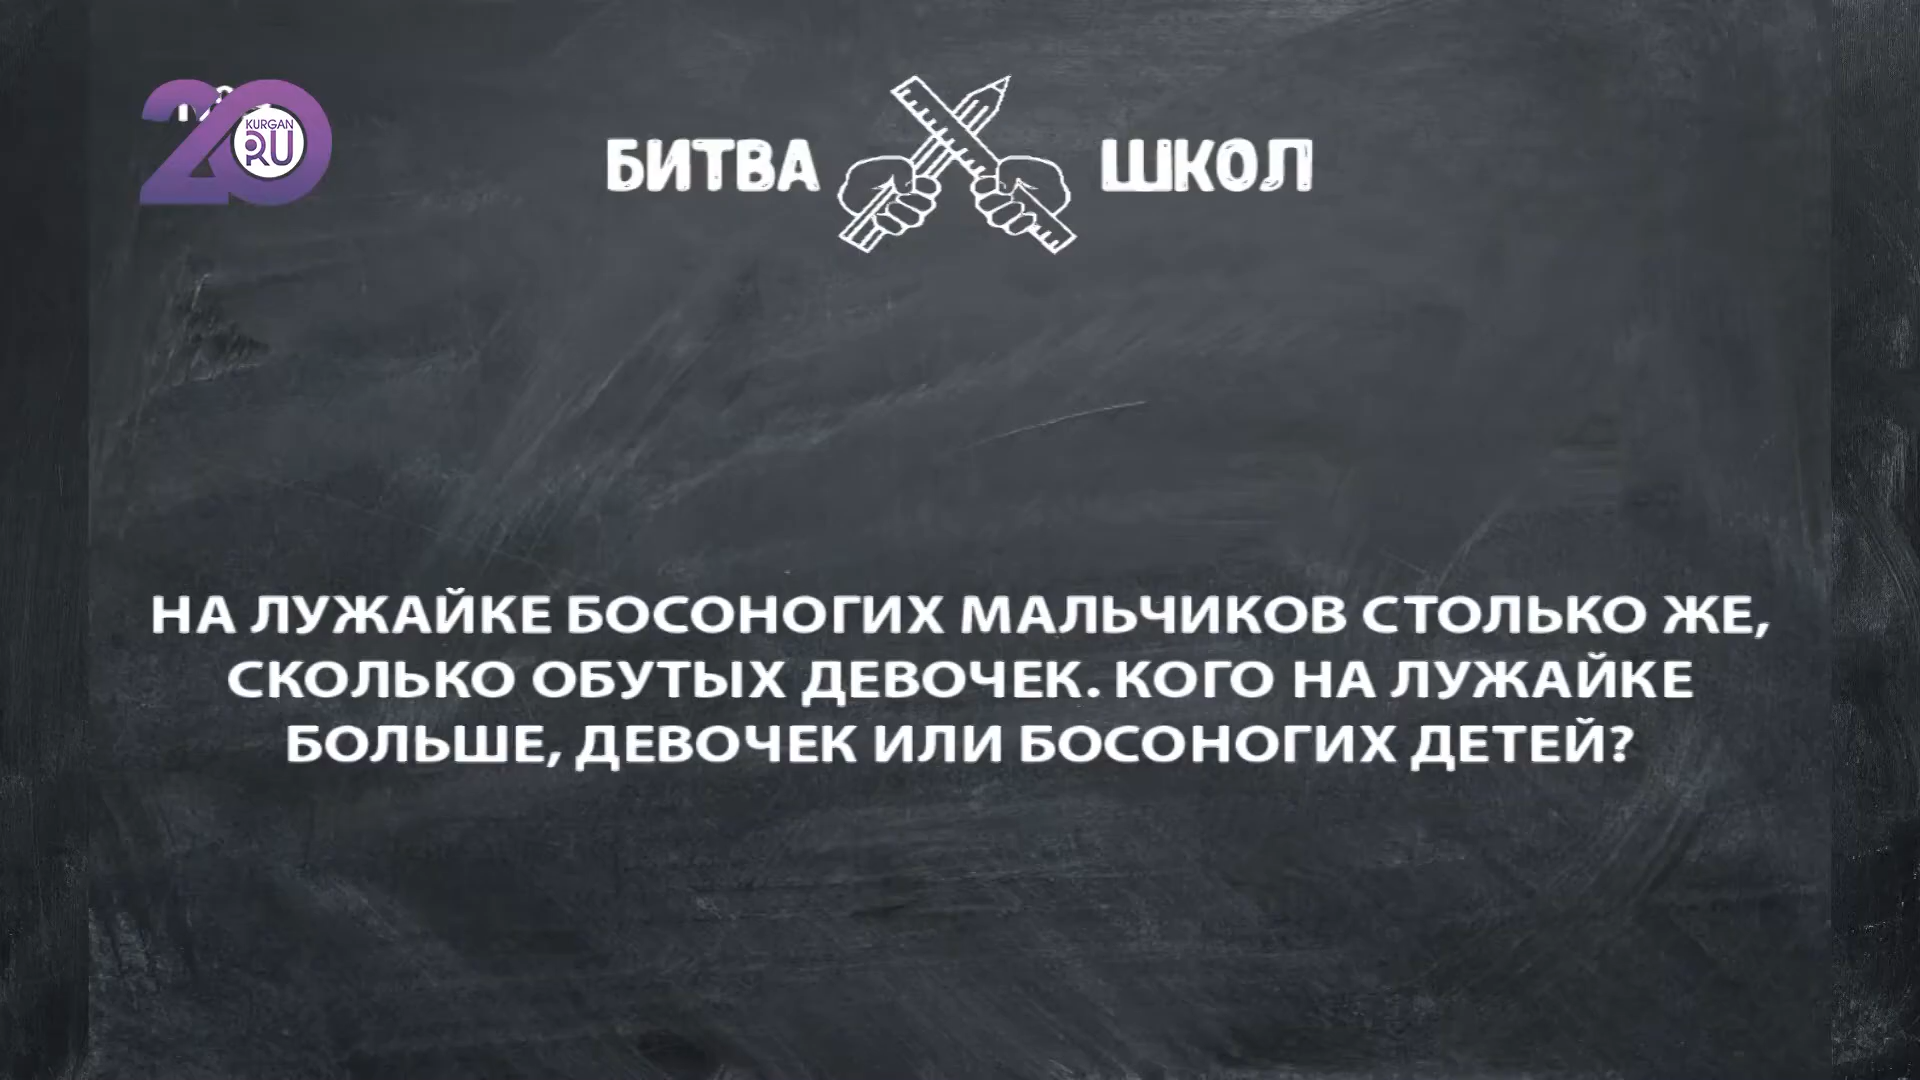 20
KURGAN
RU
БИТВА ШКОЛ
НА ЛУЖАЙКЕ БОСОНОГИХ МАЛЬЧИКОВ СТОЛЬКО ЖЕ,
СКОЛЬКО ОБУТЫХ ДЕВОЧЕК. КОГО НА ЛУЖАЙКЕ
БОЛЬШЕ, ДЕВОЧЕК ИЛИ БОСОНОГИХ ДЕТЕЙ?